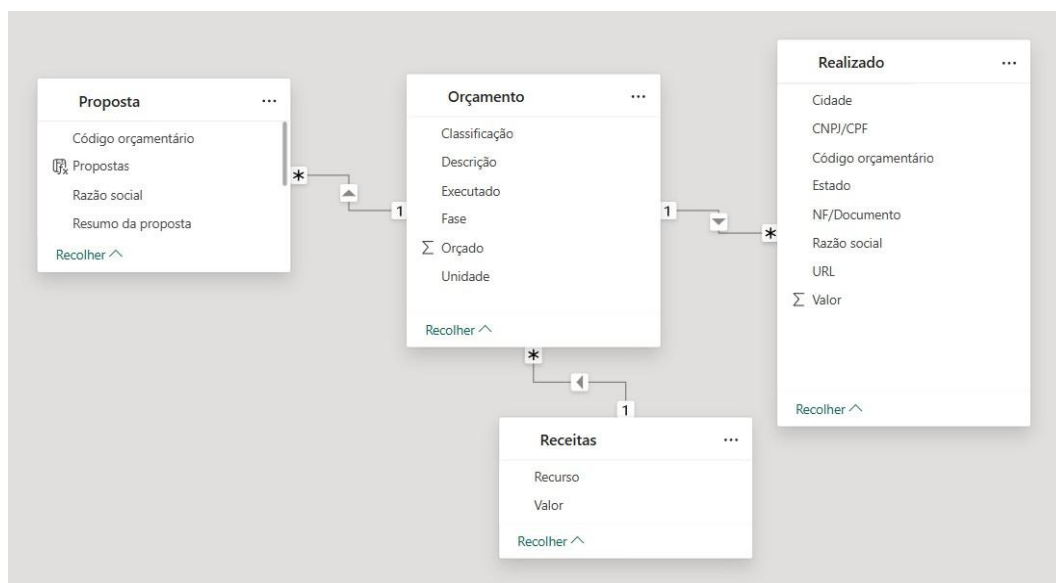 Proposta
...
Código orçamentário
Propostas
Razão social
Resumo da proposta
Recolher
*
1
Orçamento
...
Classificação
Descrição
Executado
Fase
Σ Orçado
Unidade
Recolher
1
*
Realizado
...
Cidade
CNPJ/CPF
Código orçamentário
Estado
NF/Documento
Razão social
URL
Σ Valor
Recolher
*
1
Receitas
...
Recurso
Valor
Recolher